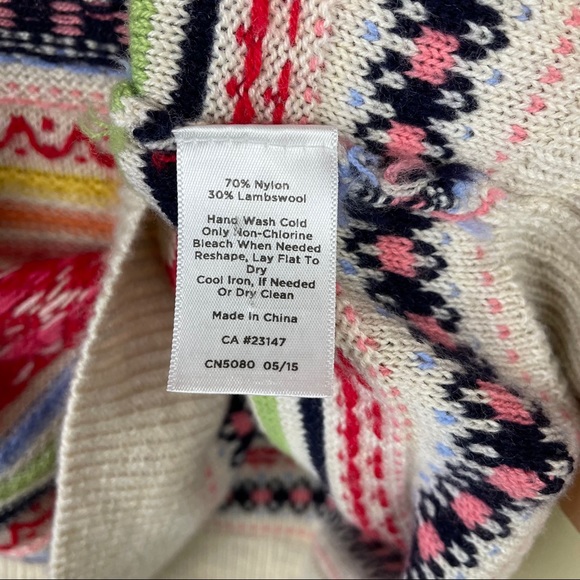 70% Nylon
30% Lambswool
Hand Wash Cold
Only Non-Chlorine
Bleach When Needed
Reshape, Lay Flat To
Dry
Cool Iron, If Needed
Or Dry Clean
Made in China
CA #23147
CN5080 05/15